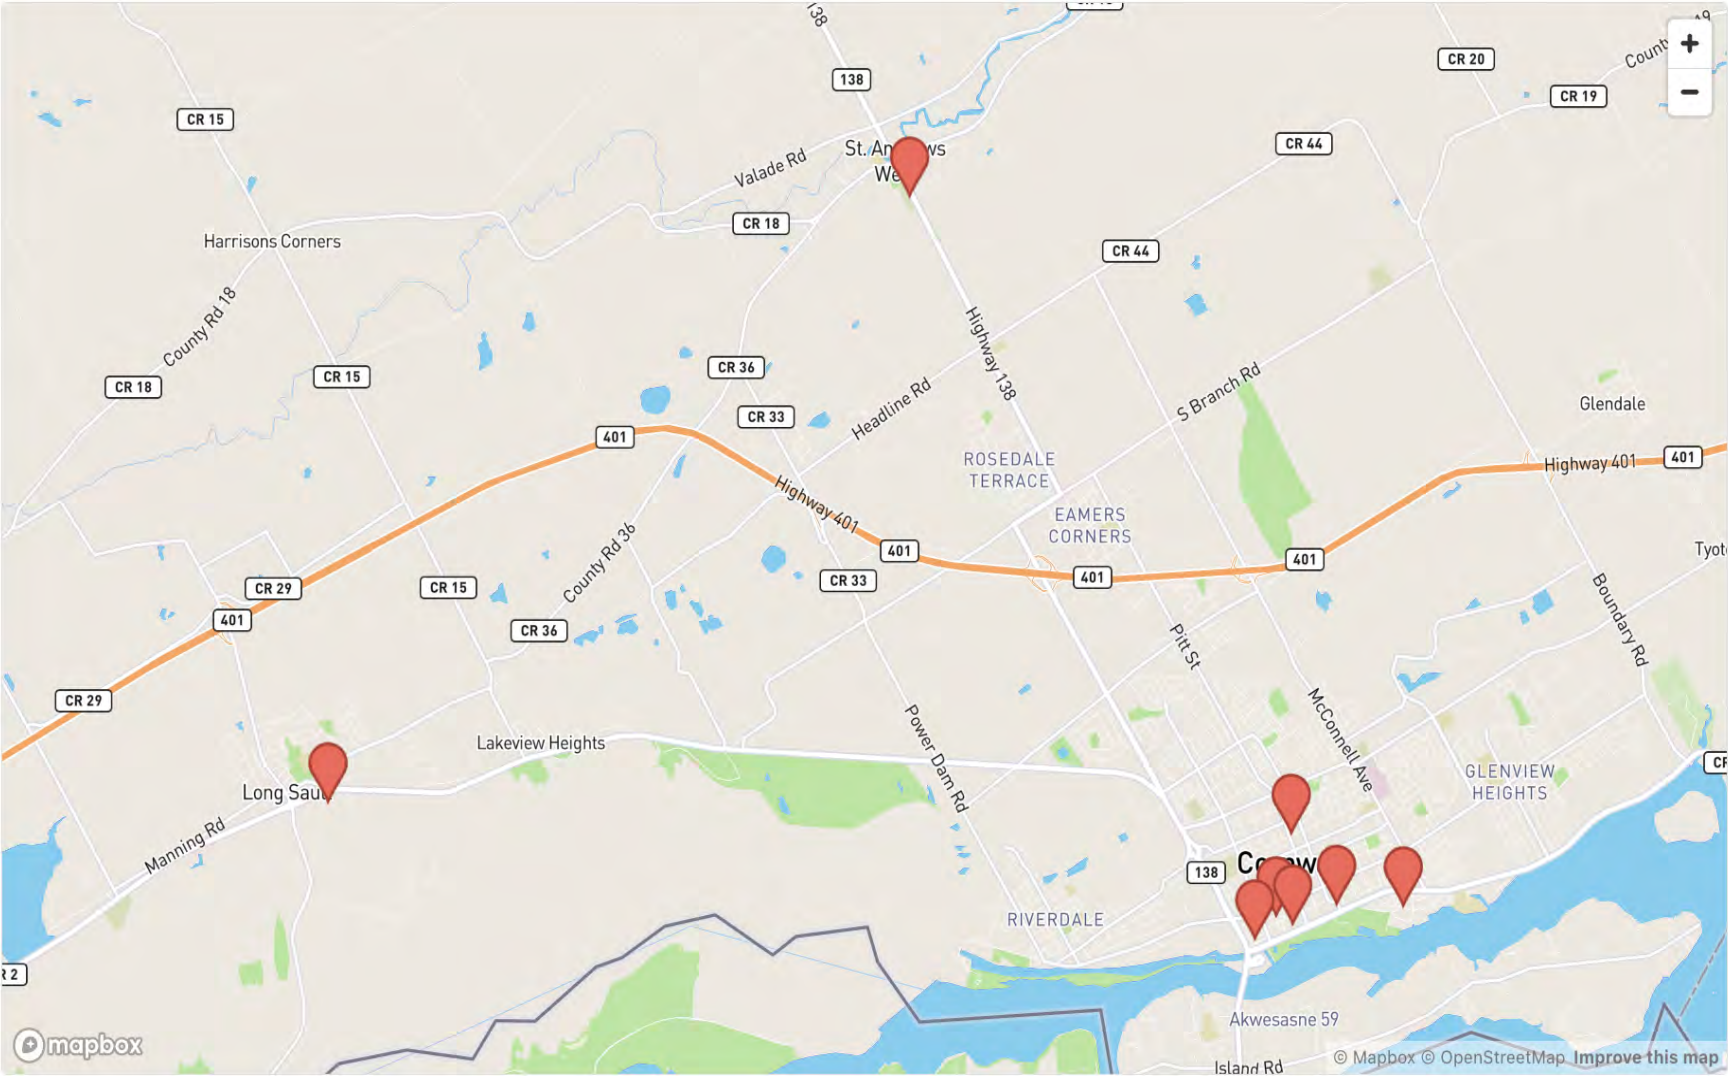 138
138
CR 20
CR 19
CR 15
CR 44
St. Andrews
Valade Rd
CR 18
Harrisons Corners
CR 44
County Rd 18
Highway 138
CR 36
CR 15
CR 18
S Branch Rd
Headline Rd
Glendale
CR 33
401
401
Highway 401
ROSEDALE
TERRACE
Highway 401
EAMERS
CORNERS
401
401
401
County Rd 36
CR 33
CR 29
CR 15
401
CR 36
Boundary Rd
Pitt St
CR 29
McConnell Ave
Power Dam Rd
Lakeview Heights
GLENVIEW
HEIGHTS
Long Sault
Manning Rd
138
RIVERDALE
Akwesasne 59
mapbox
© Mapbox © OpenStreetMap Improve this map
Island Rd